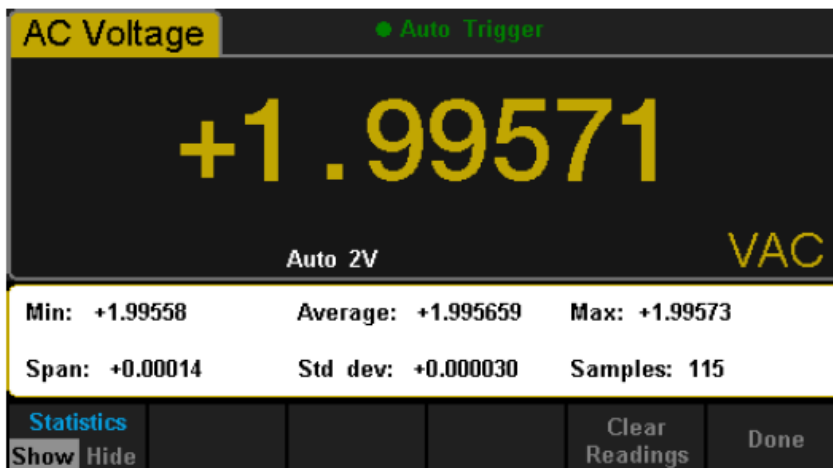 AC Voltage
Auto Trigger
+1.99571
Auto 2V
VAC
Min: +1.99558 Average: +1.995659 Max: +1.99573
Span: +0.00014 Std dev: +0.000030 Samples: 115
Statistics
Show Hide
Clear
Readings
Done